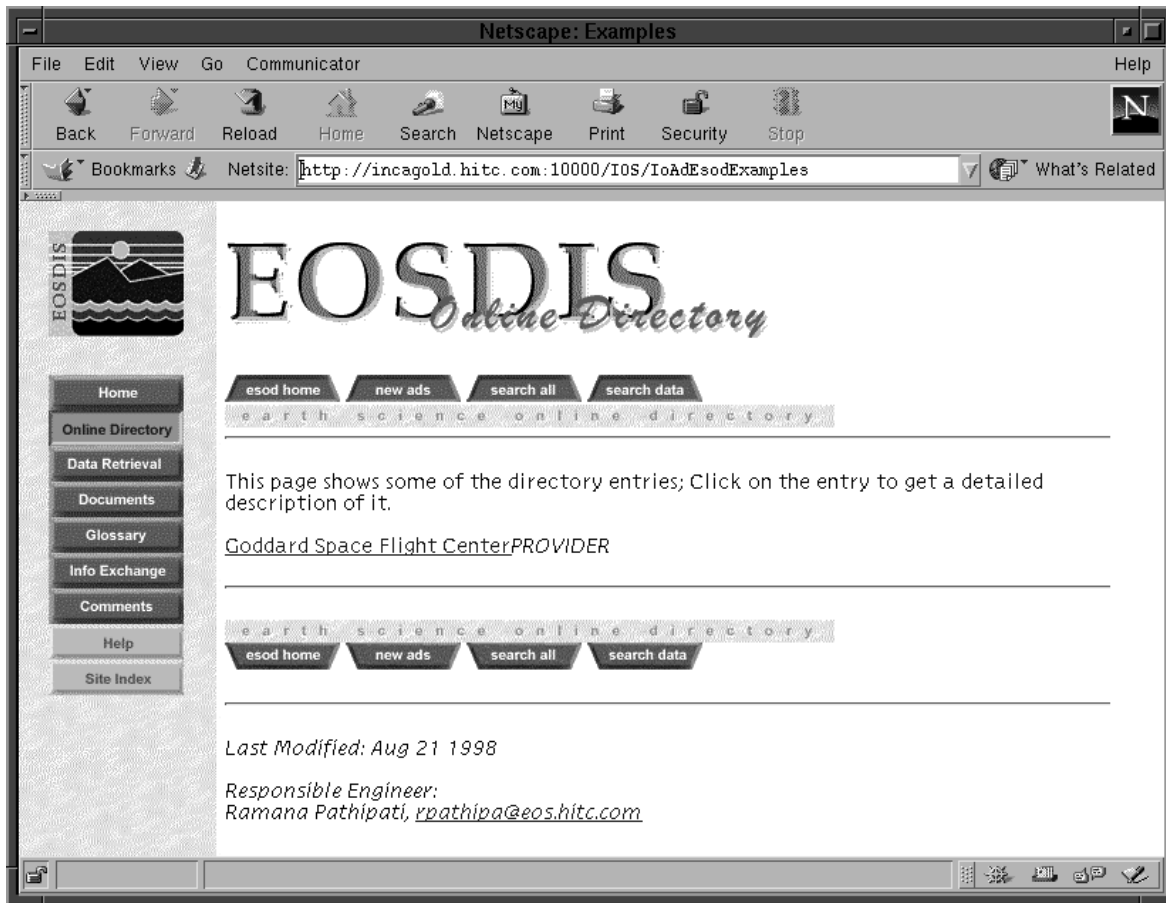 Netscape: Examples
File Edit View Go Communicator Help
Back Forward Reload Home Search Netscape Print Security Stop
My
N
Bookmarks Netsite: http://incagold.hitc.com:10000/IOS/IoAdEsodExamples What's Related
EOSDIS
EOSDIS
Online Directory
Home
Online Directory
Data Retrieval
Documents
Glossary
Info Exchange
Comments
Help
Site Index
esod home new ads search all search data
earth science online directory
This page shows some of the directory entries; Click on the entry to get a detailed
description of it.
Goddard Space Flight CenterPROVIDER
earth science online directory
esod home new ads search all search data
Last Modified: Aug 21 1998
Responsible Engineer:
Ramana Pathipati, rpathipa@eos.hitc.com